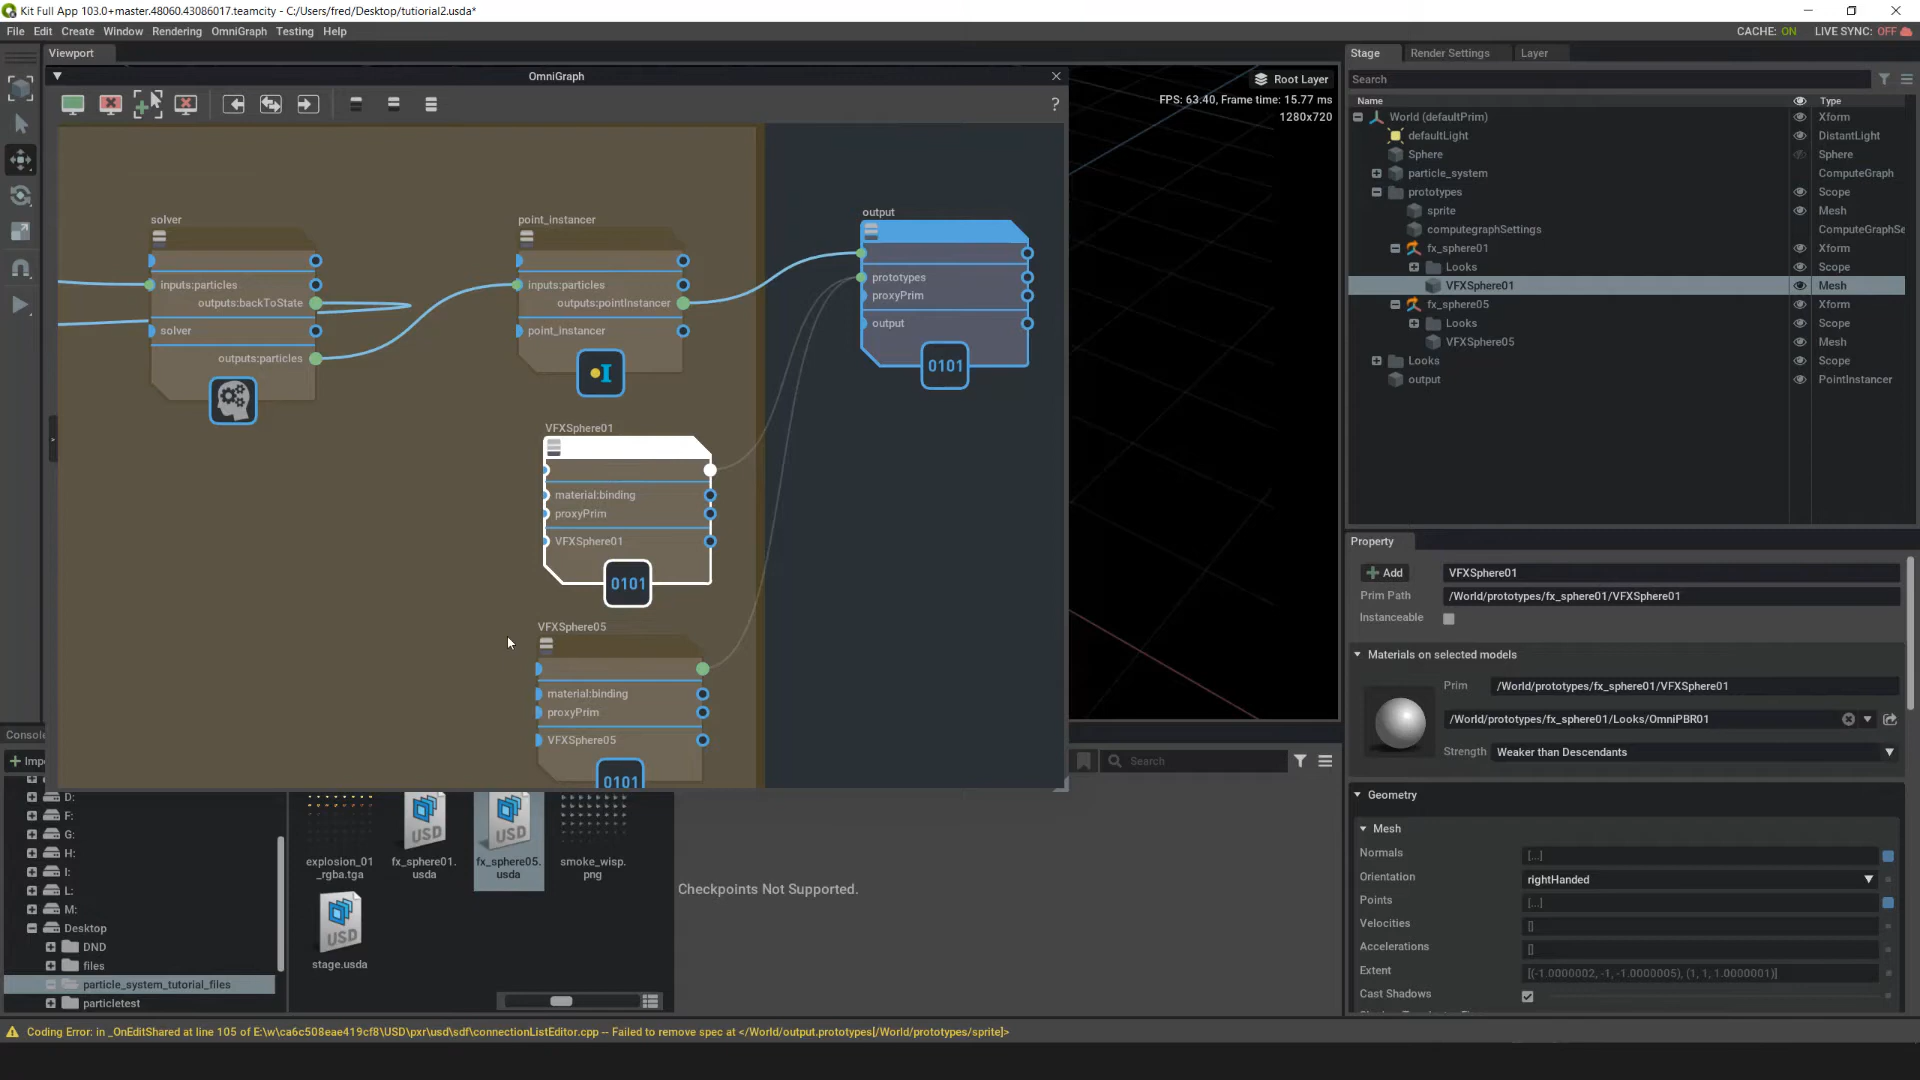 Kit Full App 103.0+master.48060.43086017.teamcity - C:/Users/fred/Desktop/tutiorial2.usda*
File Edit Create Window Rendering OmniGraph Testing Help
CACHE: ON LIVE SYNC: OFF
Viewport
OmniGraph
?
Root Layer
FPS: 63.40, Frame time: 15.77 ms
1280x720
solver
inputs:particles
outputs:backToState
solver
outputs:particles
point_instancer
inputs:particles
outputs:pointInstancer
point_instancer
I
output
prototypes
proxyPrim
output
0101
VFXSphere01
material:binding
proxyPrim
VFXSphere01
0101
VFXSphere05
material:binding
proxyPrim
VFXSphere05
0101
Stage Render Settings Layer
Search
Name Type
World (defaultPrim) Xform
defaultLight DistantLight
Sphere Sphere
particle_system ComputeGraph
prototypes Scope
sprite Mesh
computegraphSettings ComputeGraphSe
fx_sphere01 Xform
Looks Scope
VFXSphere01 Mesh
fx_sphere05 Xform
Looks Scope
VFXSphere05 Mesh
Looks Scope
output PointInstancer
Property
Add VFXSphere01
Prim Path /World/prototypes/fx_sphere01/VFXSphere01
Instanceable
Materials on selected models
Prim /World/prototypes/fx_sphere01/VFXSphere01
/World/prototypes/fx_sphere01/Looks/OmniPBR01
Strength Weaker than Descendants
Geometry
Mesh
Normals [...]
Orientation rightHanded
Points [...]
Velocities []
Accelerations []
Extent [(-1.0000002, -1, -1.0000005), (1, 1, 1.0000001)]
Cast Shadows
Console
Impo
Search
D:
F:
G:
H:
I:
L:
M:
Desktop
DND
files
particle_system_tutorial_files
particletest
explosion_01
_rgba.tga
USD
fx_sphere01.
usda
USD
fx_sphere05.
usda
smoke_wisp.
png
USD
stage.usda
Checkpoints Not Supported.
Coding Error: in _OnEditShared at line 105 of E:\w\ca6c508eae419cf8\USD\pxr\usd\sdf\connectionListEditor.cpp -- Failed to remove spec at </World/output.prototypes[/World/prototypes/sprite]>